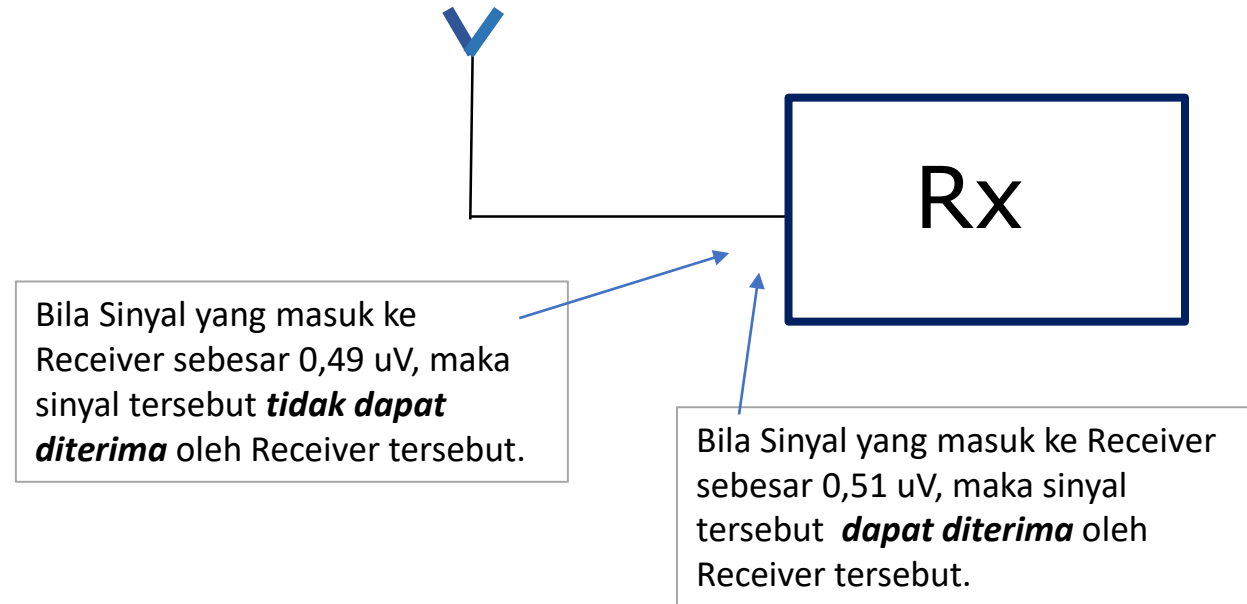 Rx
Bila Sinyal yang masuk ke
Receiver sebesar 0,49 uV, maka
sinyal tersebut tidak dapat
diterima oleh Receiver tersebut.
Bila Sinyal yang masuk ke Receiver
sebesar 0,51 uV, maka sinyal
tersebut dapat diterima oleh
Receiver tersebut.